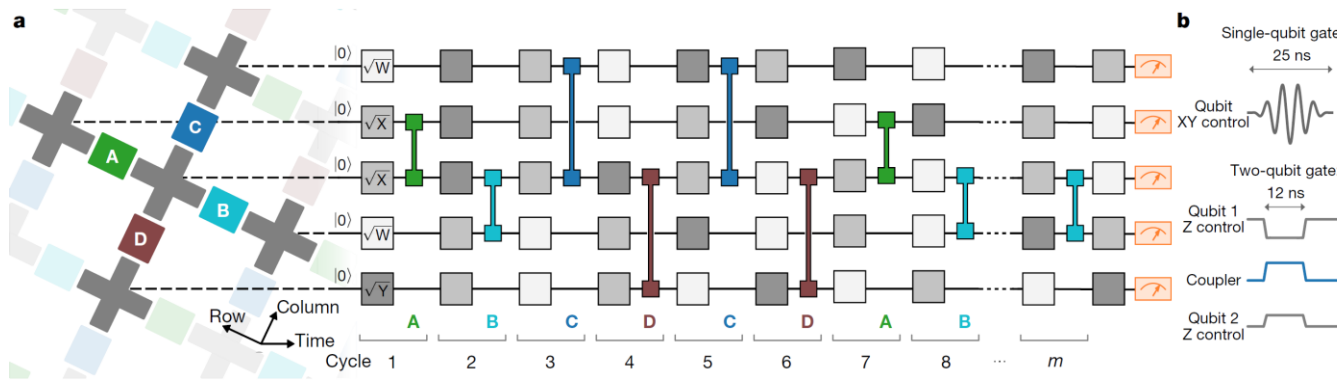 a
b
Single-qubit gate
25 ns
Qubit
XY control
Two-qubit gate
12 ns
Qubit 1
Z control
Coupler
Qubit 2
Z control
A
B
C
D
Row
Column
Time
|0⟩ √W
|0⟩ √X
|0⟩ √X
|0⟩ √W
|0⟩ √Y
A B C D C D A B
Cycle 1 2 3 4 5 6 7 8 ... m